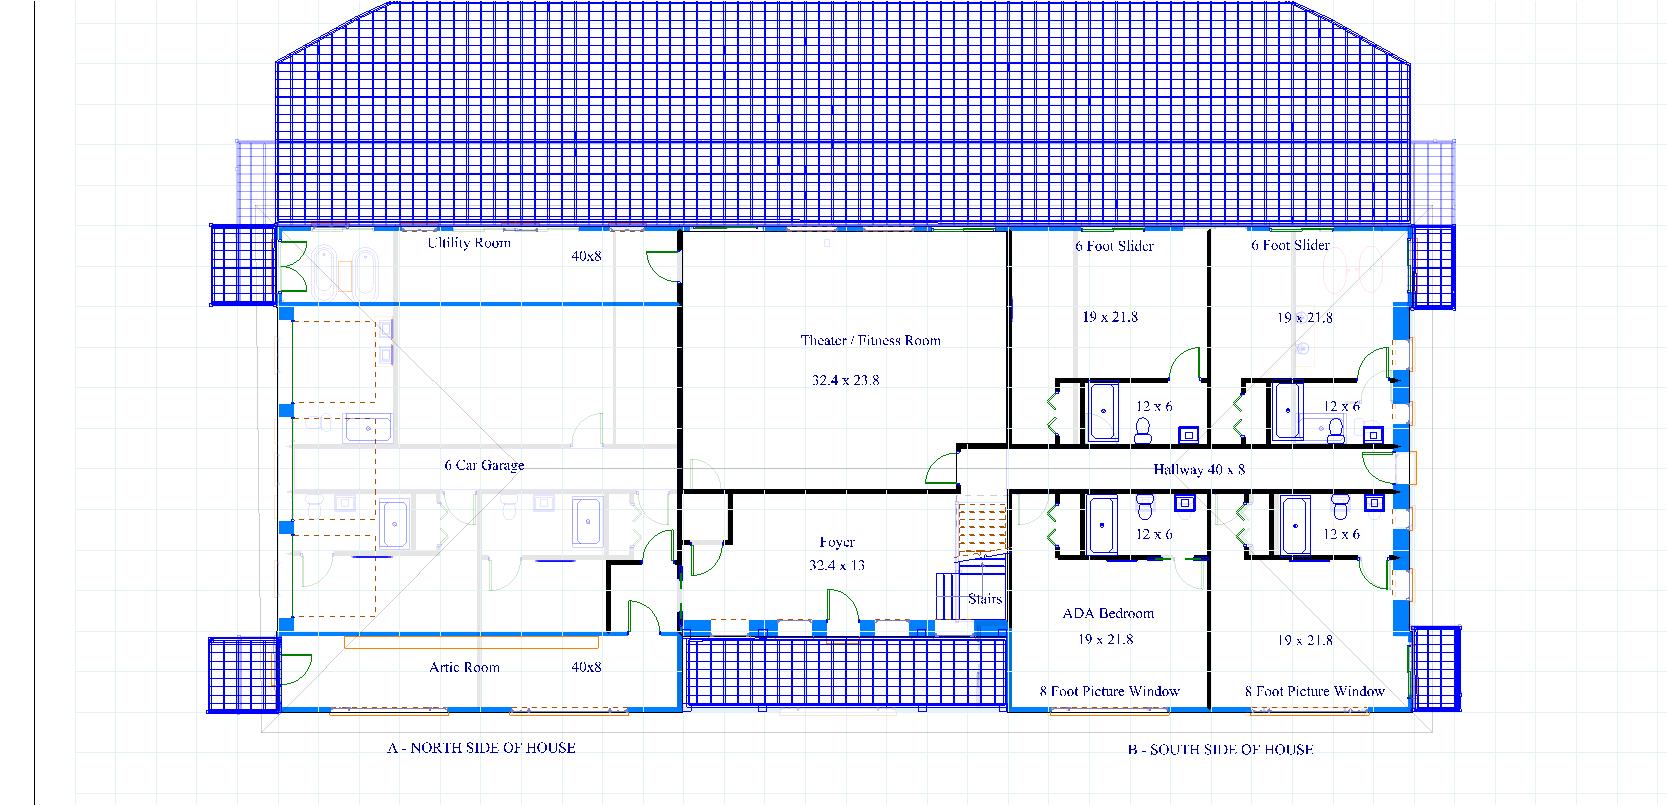 Ultility Room
40x8
6 Foot Slider
6 Foot Slider
19 x 21.8
19 x 21.8
Theater / Fitness Room
32.4 x 23.8
12 x 6
12 x 6
6 Car Garage
Hallway 40 x 8
12 x 6
12 x 6
Foyer
32.4 x 13
Stairs
ADA Bedroom
19 x 21.8
19 x 21.8
Artic Room
40x8
8 Foot Picture Window
8 Foot Picture Window
A - NORTH SIDE OF HOUSE
B - SOUTH SIDE OF HOUSE